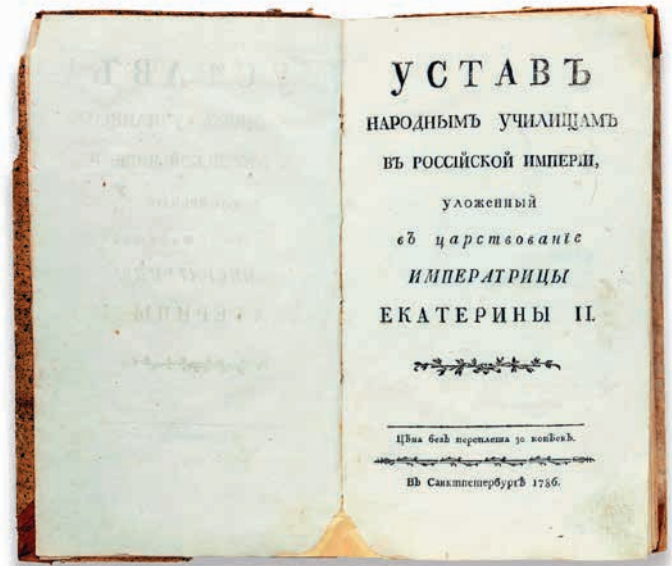 УСТАВЪ
НАРОДНЫМЪ УЧИЛИЩАМЪ
ВЪ РОССІЙСКОЙ ИМПЕРІИ,
уложенный
въ царствованіе
ИМПЕРАТРИЦЫ
ЕКАТЕРИНЫ II.
Цѣна безъ переплета 30 копѣекъ.
Въ Санктпетербургѣ 1786.